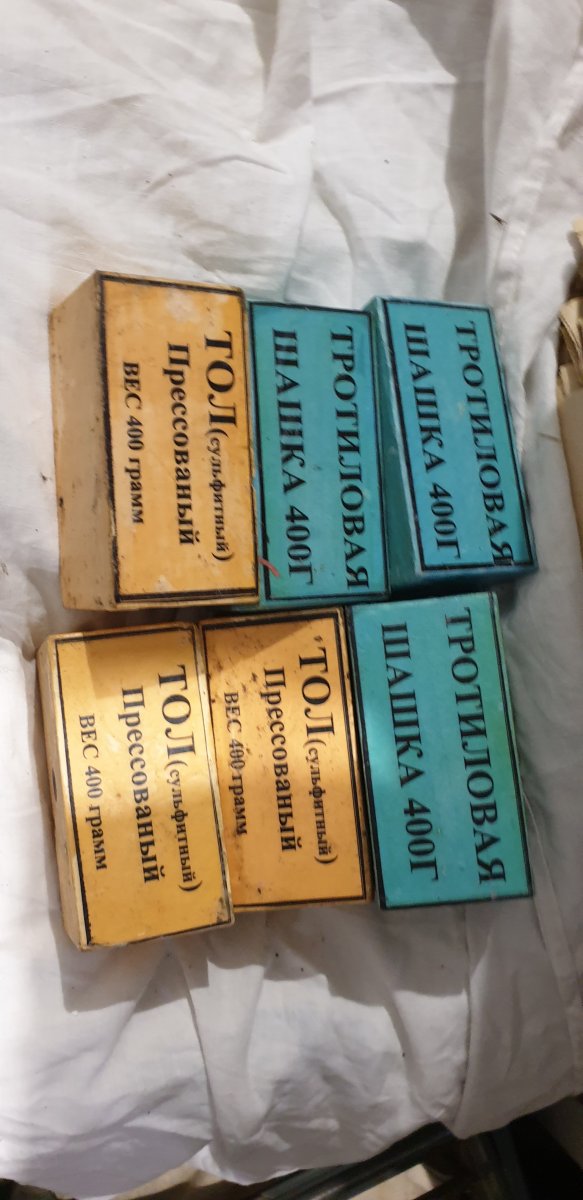 ТРОТИЛОВАЯ
ШАШКА 400Г
ТРОТИЛОВАЯ
ШАШКА 400Г
ТОЛ(сульфитный)
Прессованый
ВЕС 400 грамм
ТРОТИЛОВАЯ
ШАШКА 400Г
ТОЛ(сульфитный)
Прессованый
ВЕС 400 грамм
ТОЛ(сульфитный)
Прессованый
ВЕС 400 грамм